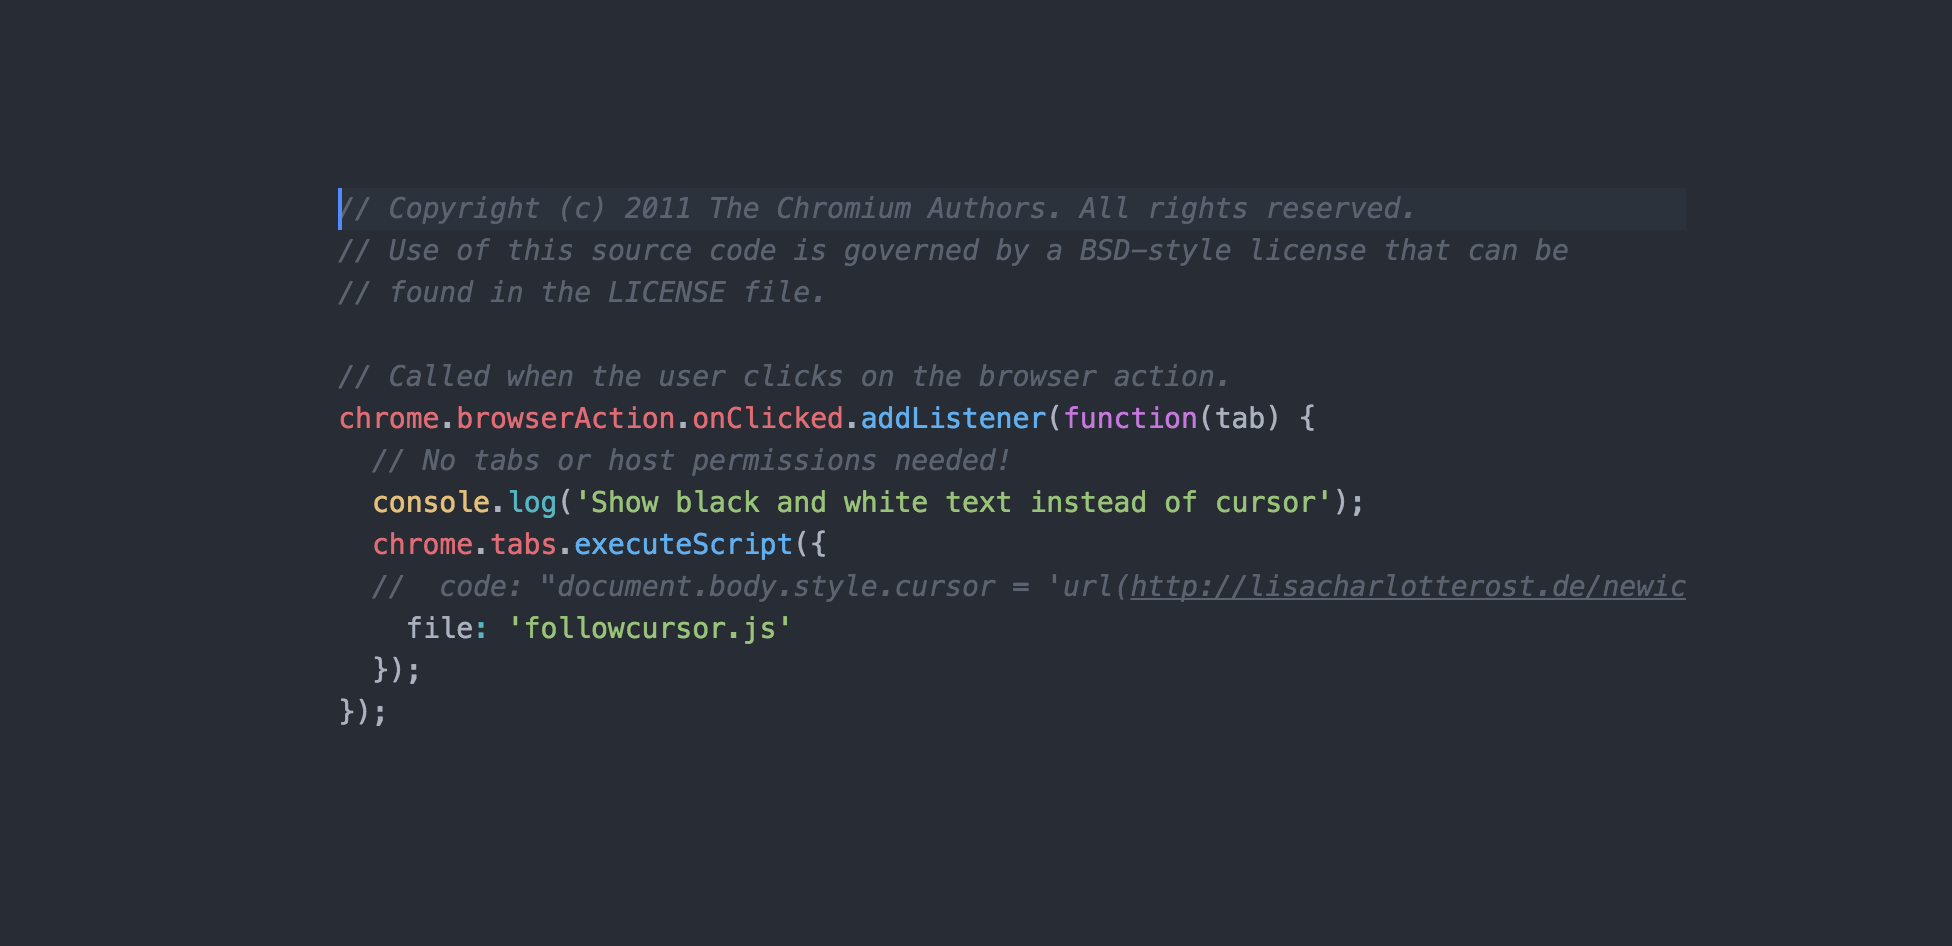 // Copyright (c) 2011 The Chromium Authors. All rights reserved.
// Use of this source code is governed by a BSD-style license that can be
// found in the LICENSE file.

// Called when the user clicks on the browser action.
chrome.browserAction.onClicked.addListener(function(tab) {
  // No tabs or host permissions needed!
  console.log('Show black and white text instead of cursor');
  chrome.tabs.executeScript({
  //  code: "document.body.style.cursor = 'url(http://lisacharlotterost.de/newic
    file: 'followcursor.js'
  });
});